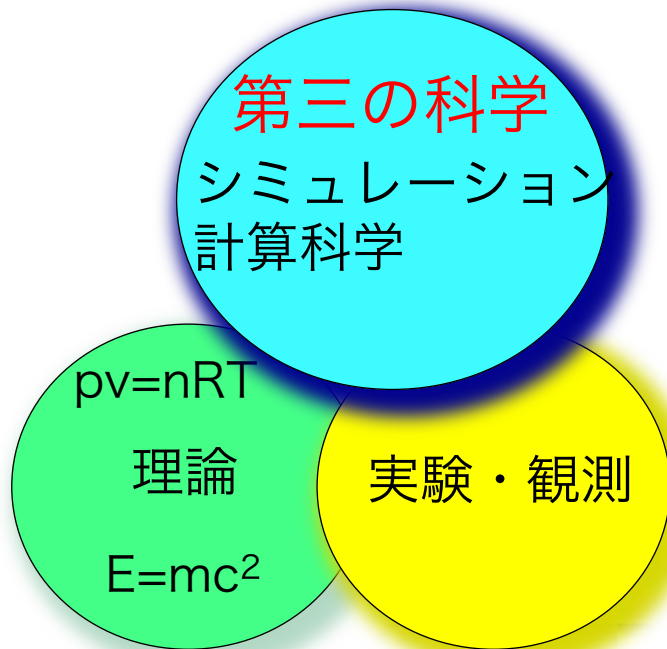 第三の科学
シミュレーション
計算科学
pv=nRT
理論
E=mc²
実験・観測